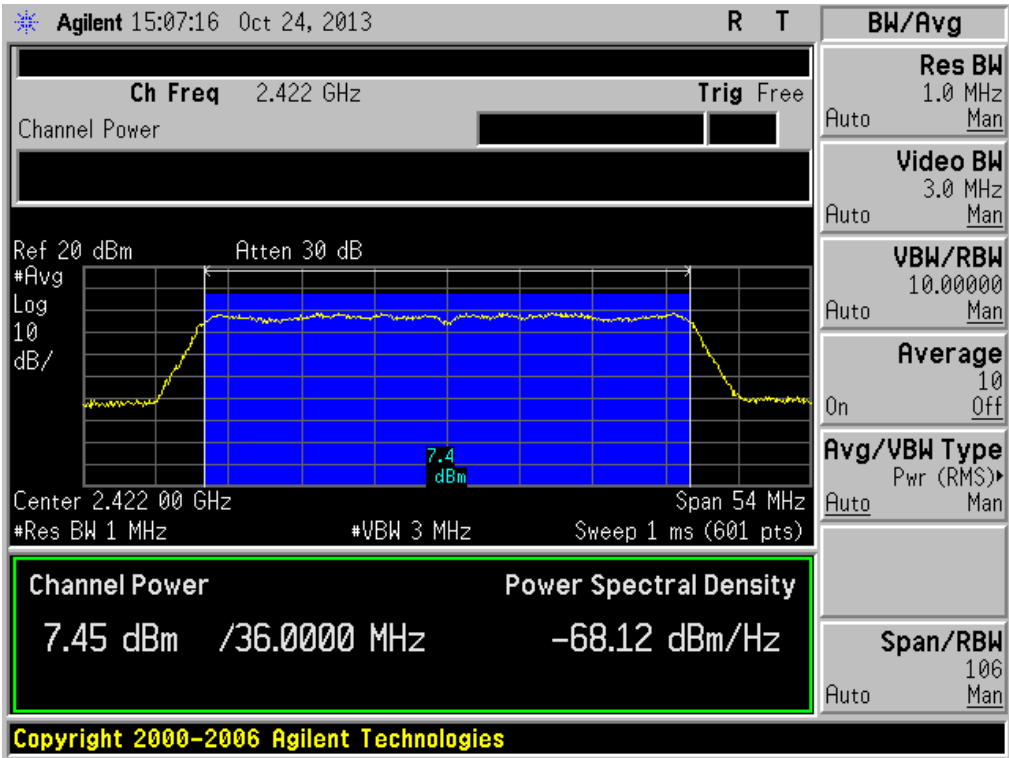 Agilent 15:07:16 Oct 24, 2013 R T
BW/Avg
Ch Freq 2.422 GHz Trig Free
Channel Power
Ref 20 dBm Atten 30 dB
#Avg
Log
10
dB/
7.4
dBm
Center 2.422 00 GHz Span 54 MHz
#Res BW 1 MHz #VBW 3 MHz Sweep 1 ms (601 pts)
Channel Power Power Spectral Density
7.45 dBm /36.0000 MHz -68.12 dBm/Hz
Res BW
1.0 MHz
Auto Man
Video BW
3.0 MHz
Auto Man
VBW/RBW
10.00000
Auto Man
Average
10
On Off
Avg/VBW Type
Pwr (RMS)▸
Auto Man
Span/RBW
106
Auto Man
Copyright 2000-2006 Agilent Technologies